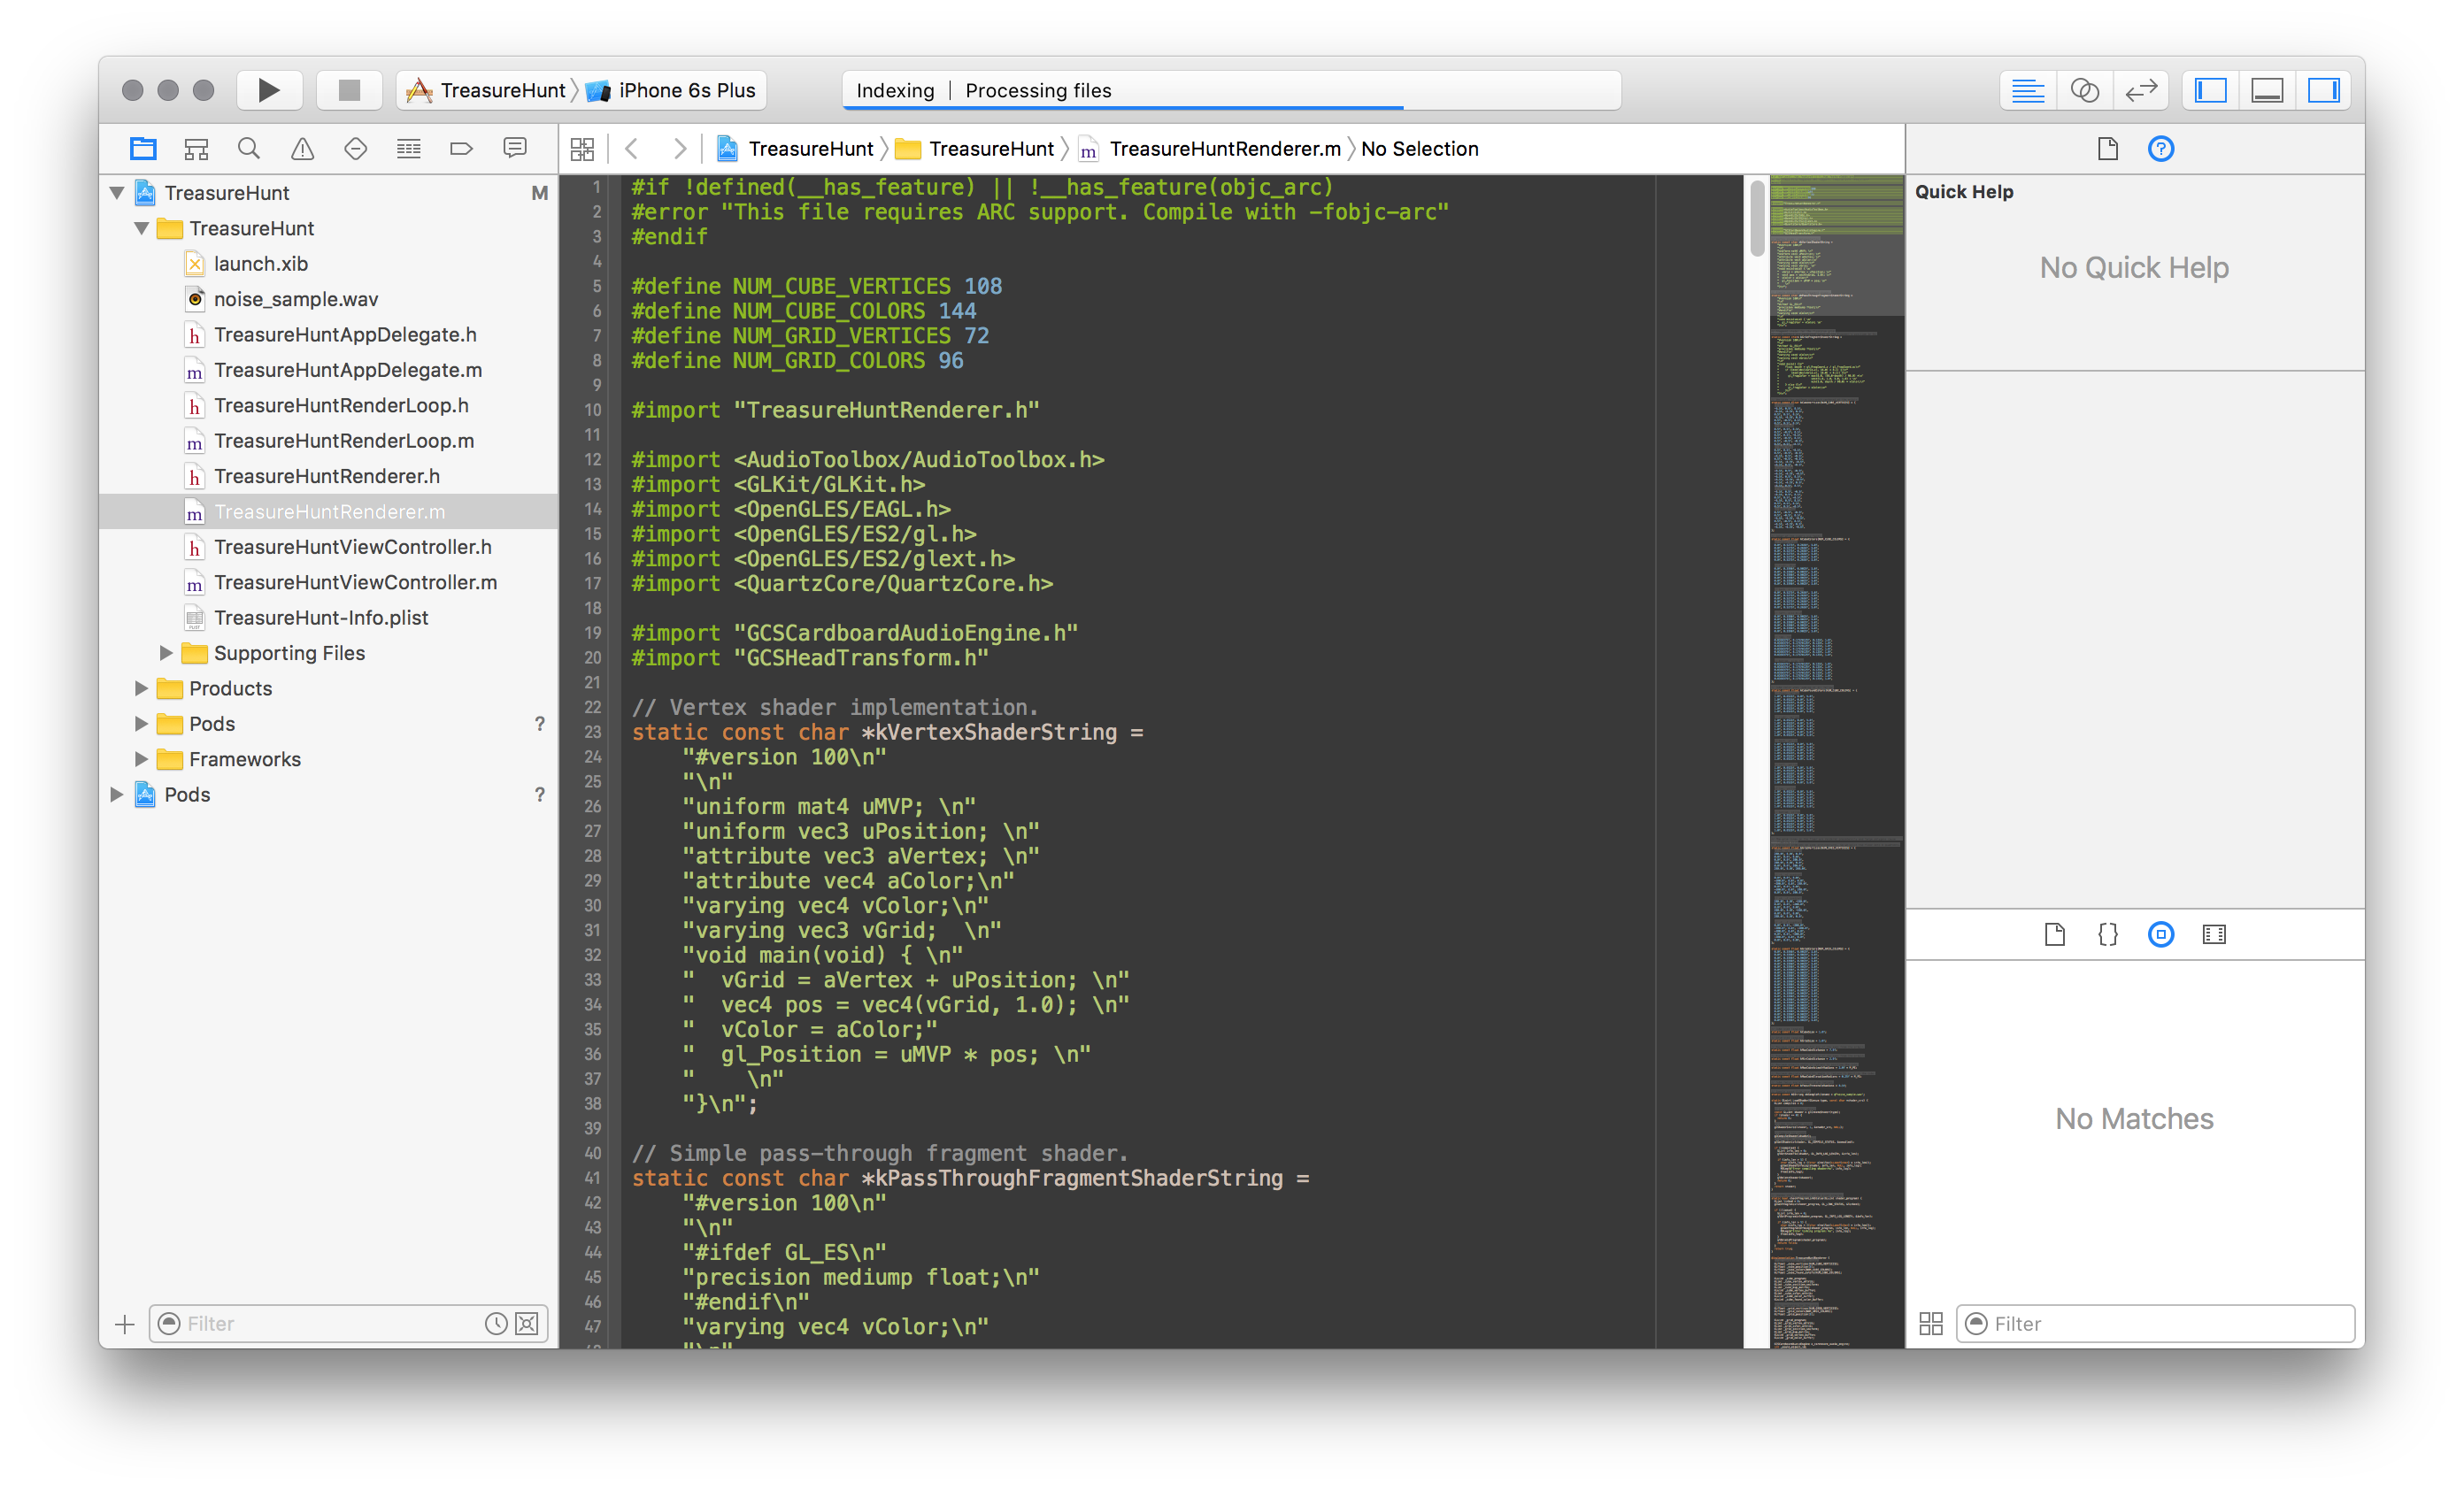 TreasureHunt iPhone 6s Plus
Indexing | Processing files
TreasureHunt TreasureHunt m TreasureHuntRenderer.m No Selection
TreasureHunt M
TreasureHunt
launch.xib
noise_sample.wav
h TreasureHuntAppDelegate.h
m TreasureHuntAppDelegate.m
h TreasureHuntRenderLoop.h
m TreasureHuntRenderLoop.m
h TreasureHuntRenderer.h
m TreasureHuntRenderer.m
h TreasureHuntViewController.h
m TreasureHuntViewController.m
TreasureHunt-Info.plist
Supporting Files
Products
Pods ?
Frameworks
Pods ?
Filter
1 #if !defined(__has_feature) || !__has_feature(objc_arc)
2 #error "This file requires ARC support. Compile with -fobjc-arc"
3 #endif
4
5 #define NUM_CUBE_VERTICES 108
6 #define NUM_CUBE_COLORS 144
7 #define NUM_GRID_VERTICES 72
8 #define NUM_GRID_COLORS 96
9
10 #import "TreasureHuntRenderer.h"
11
12 #import <AudioToolbox/AudioToolbox.h>
13 #import <GLKit/GLKit.h>
14 #import <OpenGLES/EAGL.h>
15 #import <OpenGLES/ES2/gl.h>
16 #import <OpenGLES/ES2/glext.h>
17 #import <QuartzCore/QuartzCore.h>
18
19 #import "GCSCardboardAudioEngine.h"
20 #import "GCSHeadTransform.h"
21
22 // Vertex shader implementation.
23 static const char *kVertexShaderString =
24     "#version 100\n"
25     "\n"
26     "uniform mat4 uMVP; \n"
27     "uniform vec3 uPosition; \n"
28     "attribute vec3 aVertex; \n"
29     "attribute vec4 aColor;\n"
30     "varying vec4 vColor;\n"
31     "varying vec3 vGrid;  \n"
32     "void main(void) { \n"
33     "  vGrid = aVertex + uPosition; \n"
34     "  vec4 pos = vec4(vGrid, 1.0); \n"
35     "  vColor = aColor;"
36     "  gl_Position = uMVP * pos; \n"
37     "    \n"
38     "}\n";
39
40 // Simple pass-through fragment shader.
41 static const char *kPassThroughFragmentShaderString =
42     "#version 100\n"
43     "\n"
44     "#ifdef GL_ES\n"
45     "precision mediump float;\n"
46     "#endif\n"
47     "varying vec4 vColor;\n"
Quick Help
No Quick Help
No Matches
Filter